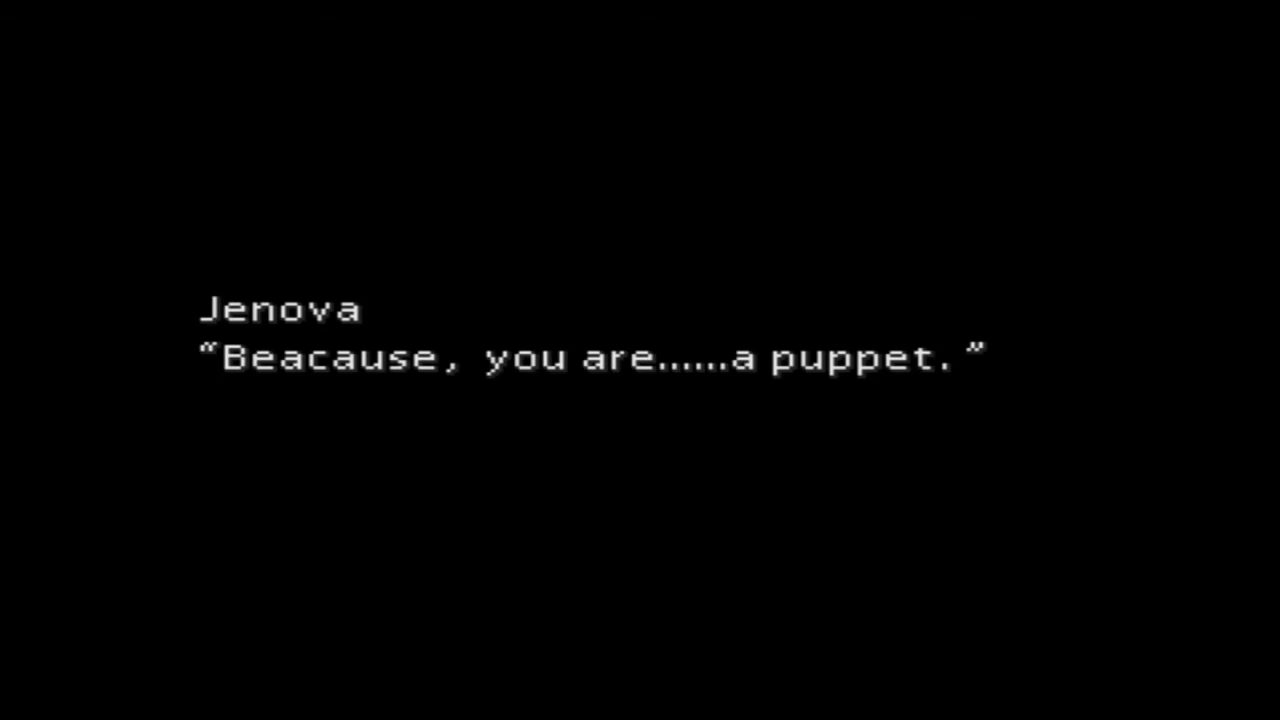 Jenova
“Beacause, you are......a puppet.”